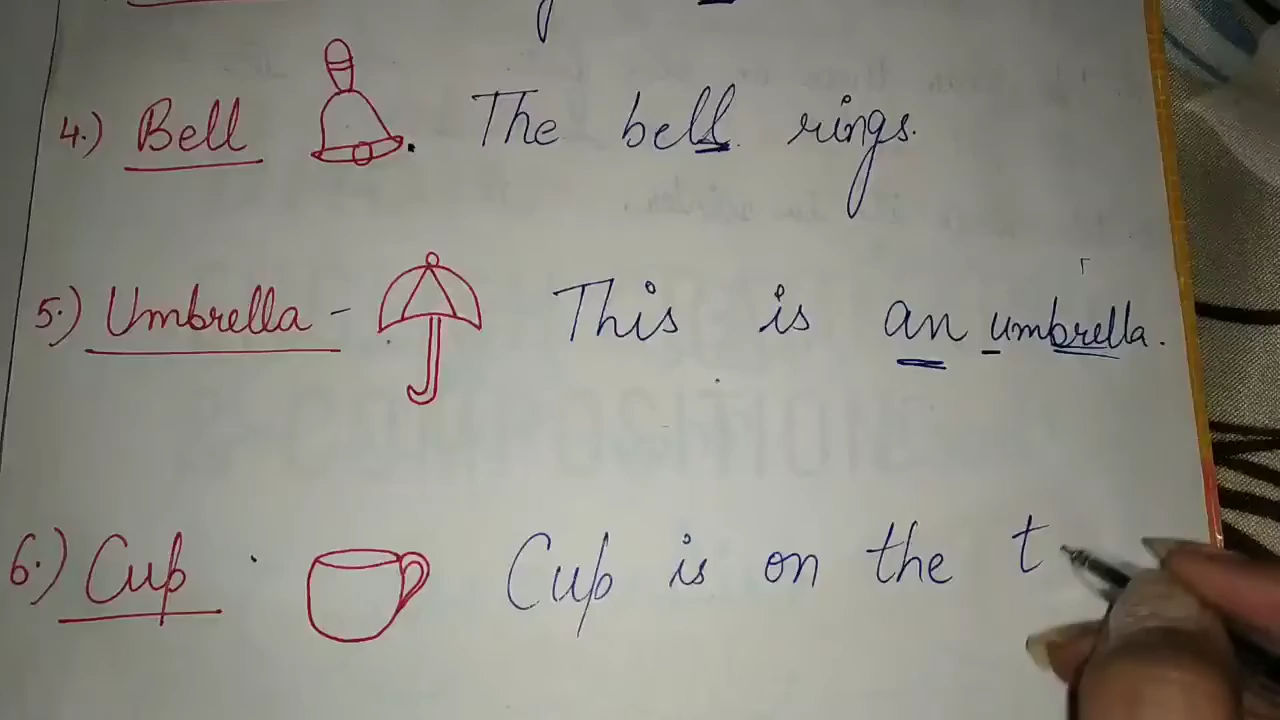 4.) Bell The bell rings.
5.) Umbrella - This is an umbrella.
6.) Cup Cup is on the t